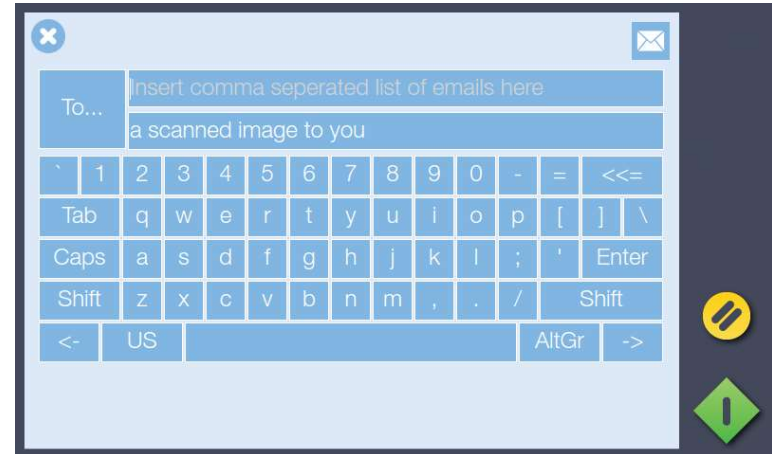 Insert comma seperated list of emails here
To...
a scanned image to you
` 1 2 3 4 5 6 7 8 9 0 - = <<=
Tab q w e r t y u i o p [ ] \
Caps a s d f g h j k l ; ' Enter
Shift z x c v b n m , . / Shift
<- US AltGr ->